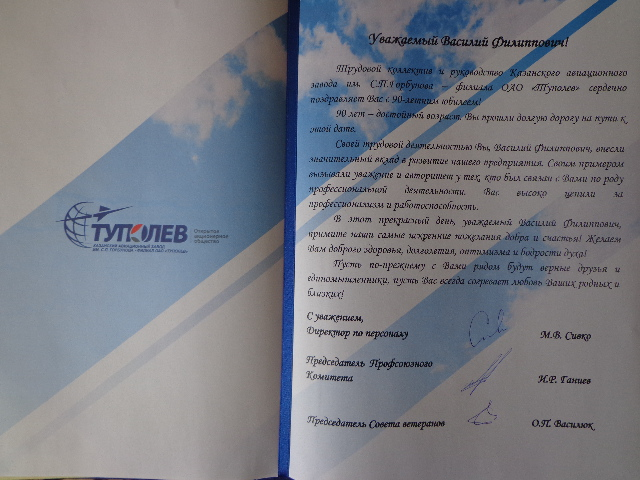 ТУПОЛЕВ
Открытое
акционерное
общество
КАЗАНСКИЙ АВИАЦИОННЫЙ ЗАВОД
ИМ. С.П. ГОРБУНОВА - ФИЛИАЛ ОАО «ТУПОЛЕВ»
Уважаемый Василий Филиппович!
Трудовой коллектив и руководство Казанского авиационного
завода им. С.П.Горбунова – филиала ОАО «Туполев» сердечно
поздравляет Вас с 90-летним юбилеем!
90 лет – достойный возраст. Вы прошли долгую дорогу на пути к
этой дате.
Своей трудовой деятельностью Вы, Василий Филиппович, внесли
значительный вклад в развитие нашего предприятия. Своим примером
вызывали уважение и авторитет у тех, кто был связан с Вами по роду
профессиональной деятельности. Вас высоко ценили за
профессионализм и работоспособность.
В этот прекрасный день, уважаемый Василий Филиппович,
примите наши самые искренние пожелания добра и счастья! Желаем
Вам доброго здоровья, долголетия, оптимизма и бодрости духа!
Пусть по-прежнему с Вами рядом будут верные друзья и
единомышленники, пусть Вас всегда согревает любовь Ваших родных и
близких!
С уважением,
Директор по персоналу М.В. Сивко
Председатель Профсоюзного
Комитета И.Р. Ганиев
Председатель Совета ветеранов О.П. Василюк